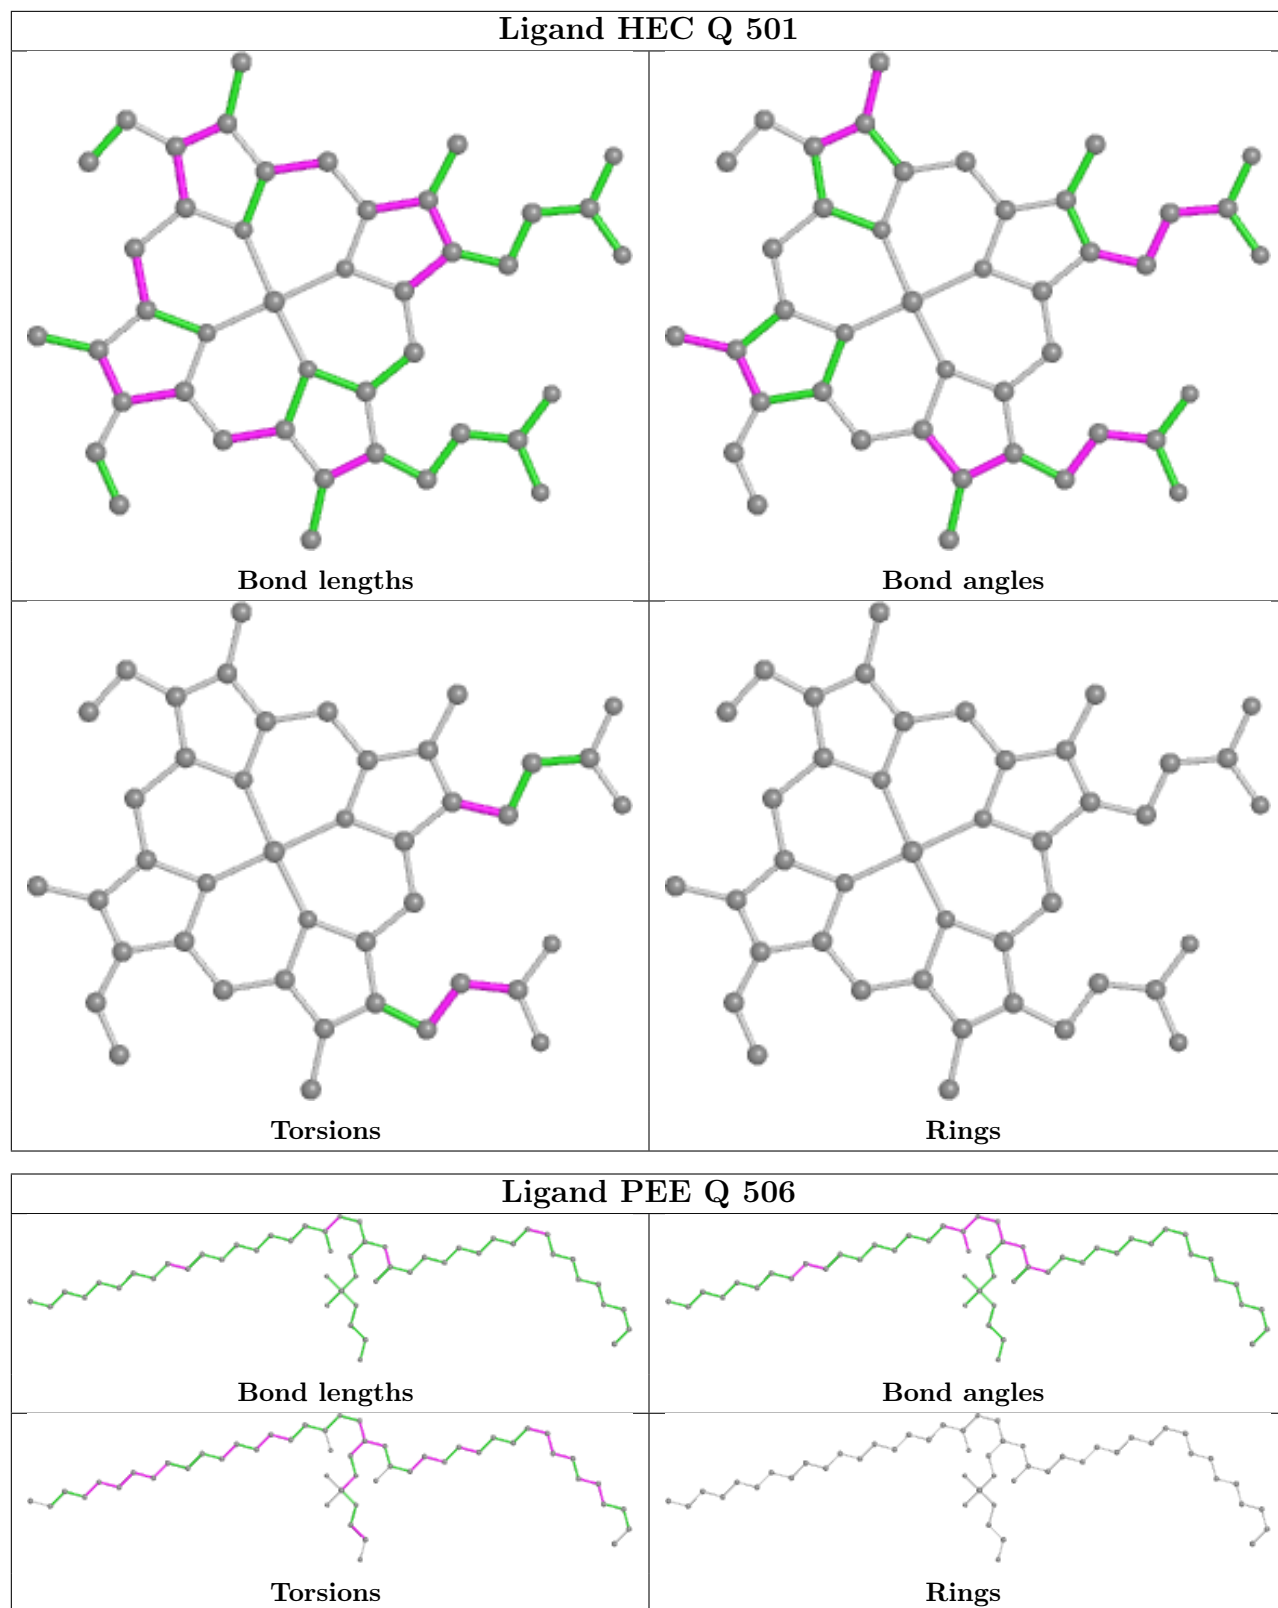 Ligand HEC Q 501
Bond lengths
Bond angles
Torsions
Rings
Ligand PEE Q 506
Bond lengths
Bond angles
Torsions
Rings